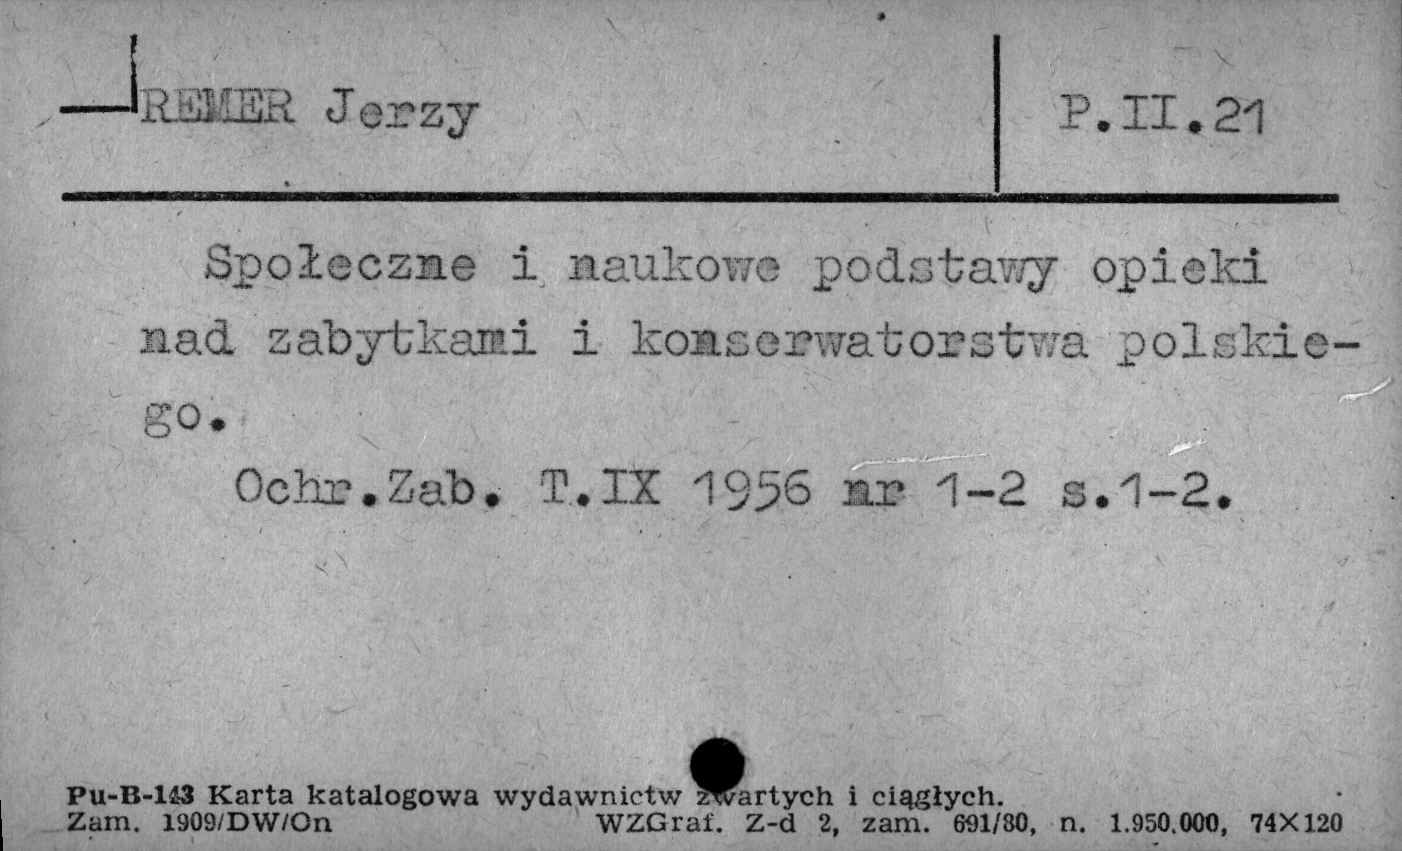 REMER Jerzy P.II.21
Społeczne i naukowe podstawy opieki
nad zabytkami i konserwatorstwa polskie-
go.
Ochr.Zab. T.IX 1956 nr 1-2 s.1-2.
Pu-B-143 Karta katalogowa wydawnictw zwartych i ciągłych.
Zam. 1909/DW/On WZGraf. Z-d 2, zam. 691/80, n. 1.950.000, 74X120